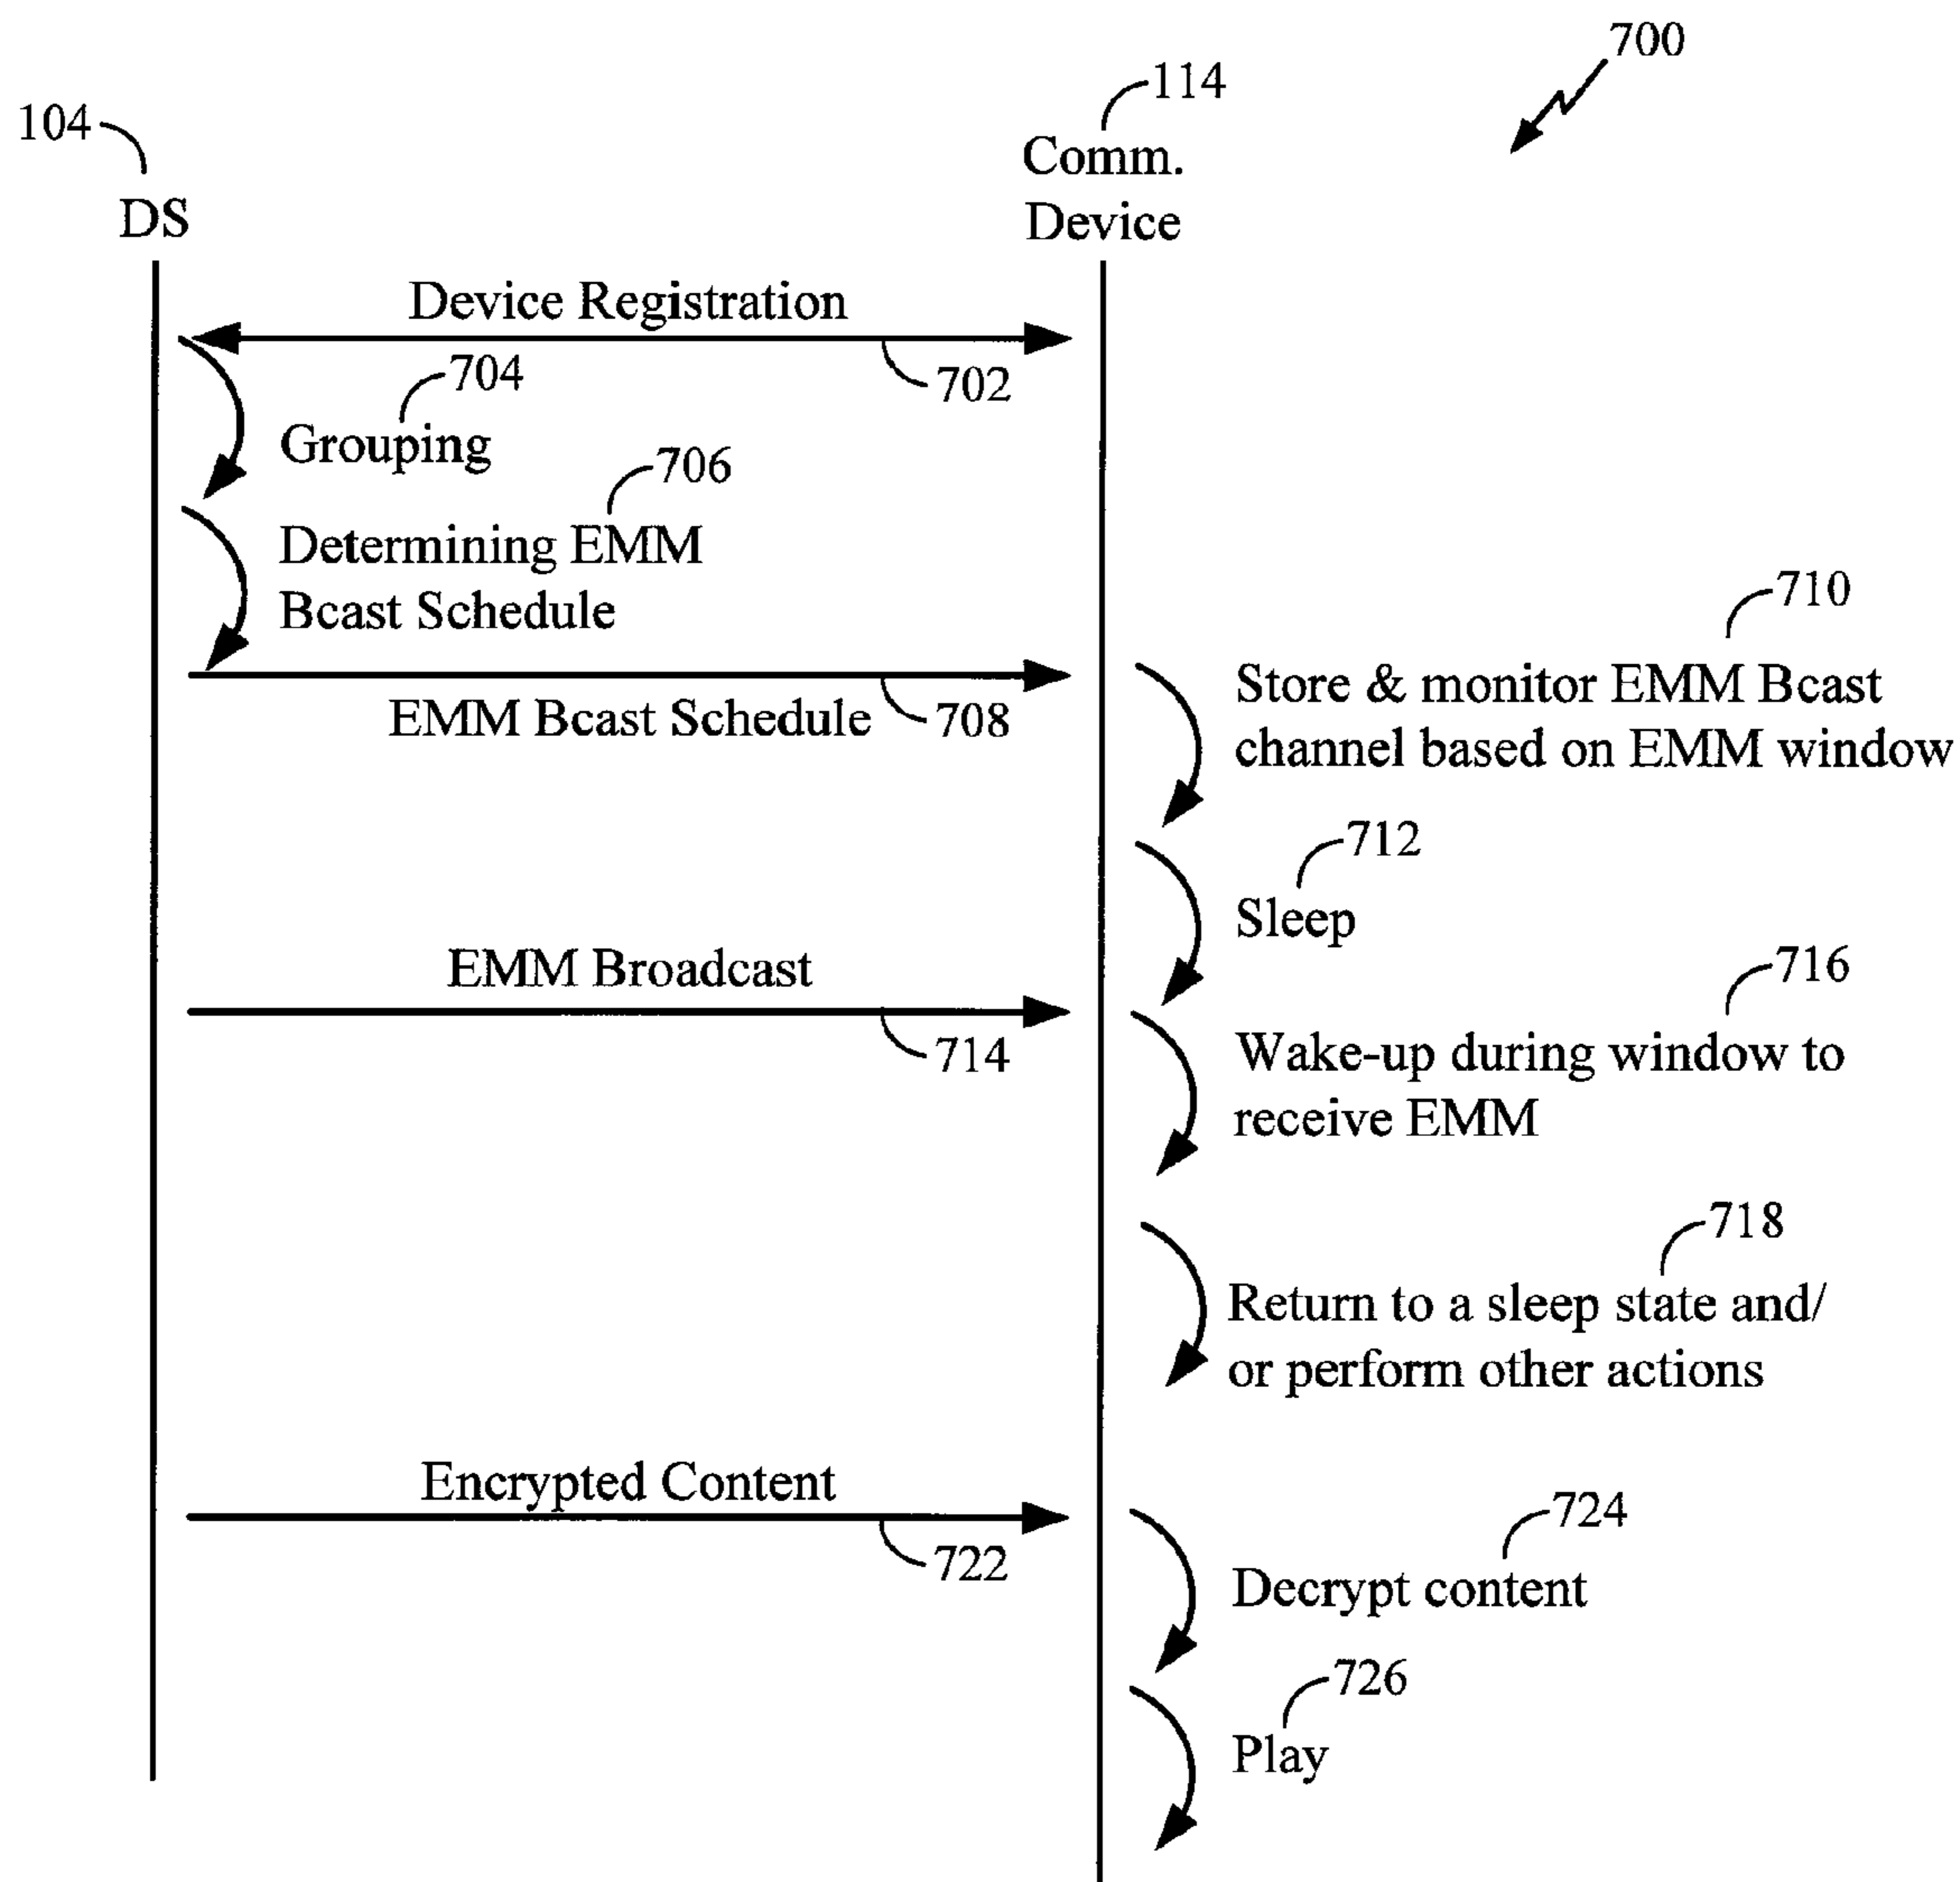 700
114
104
Comm.
Device
DS
Device Registration
702
704
Grouping
706
Determining EMM
Bcast Schedule
710
EMM Bcast Schedule
708
Store & monitor EMM Bcast
channel based on EMM window
712
Sleep
EMM Broadcast
714
716
Wake-up during window to
receive EMM
718
Return to a sleep state and/
or perform other actions
Encrypted Content
722
724
Decrypt content
726
Play